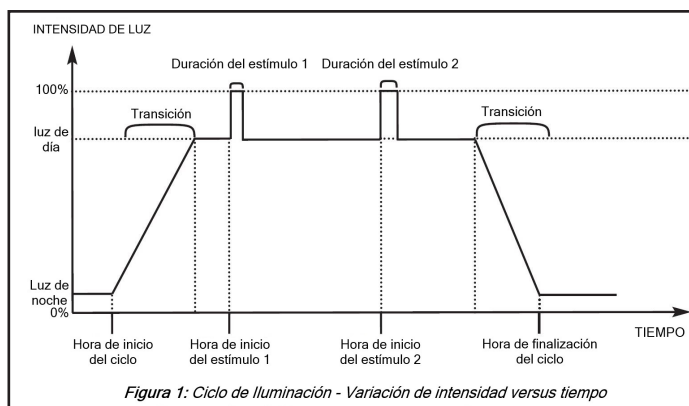 INTENSIDAD DE LUZ
Duración del estímulo 1
Duración del estímulo 2
100%
Transición
Transición
luz de
día
Luz de
noche
0%
TIEMPO
Hora de inicio
del ciclo
Hora de inicio
del estímulo 1
Hora de inicio
del estímulo 2
Hora de finalización
del ciclo
Figura 1: Ciclo de Iluminación - Variación de intensidad versus tiempo